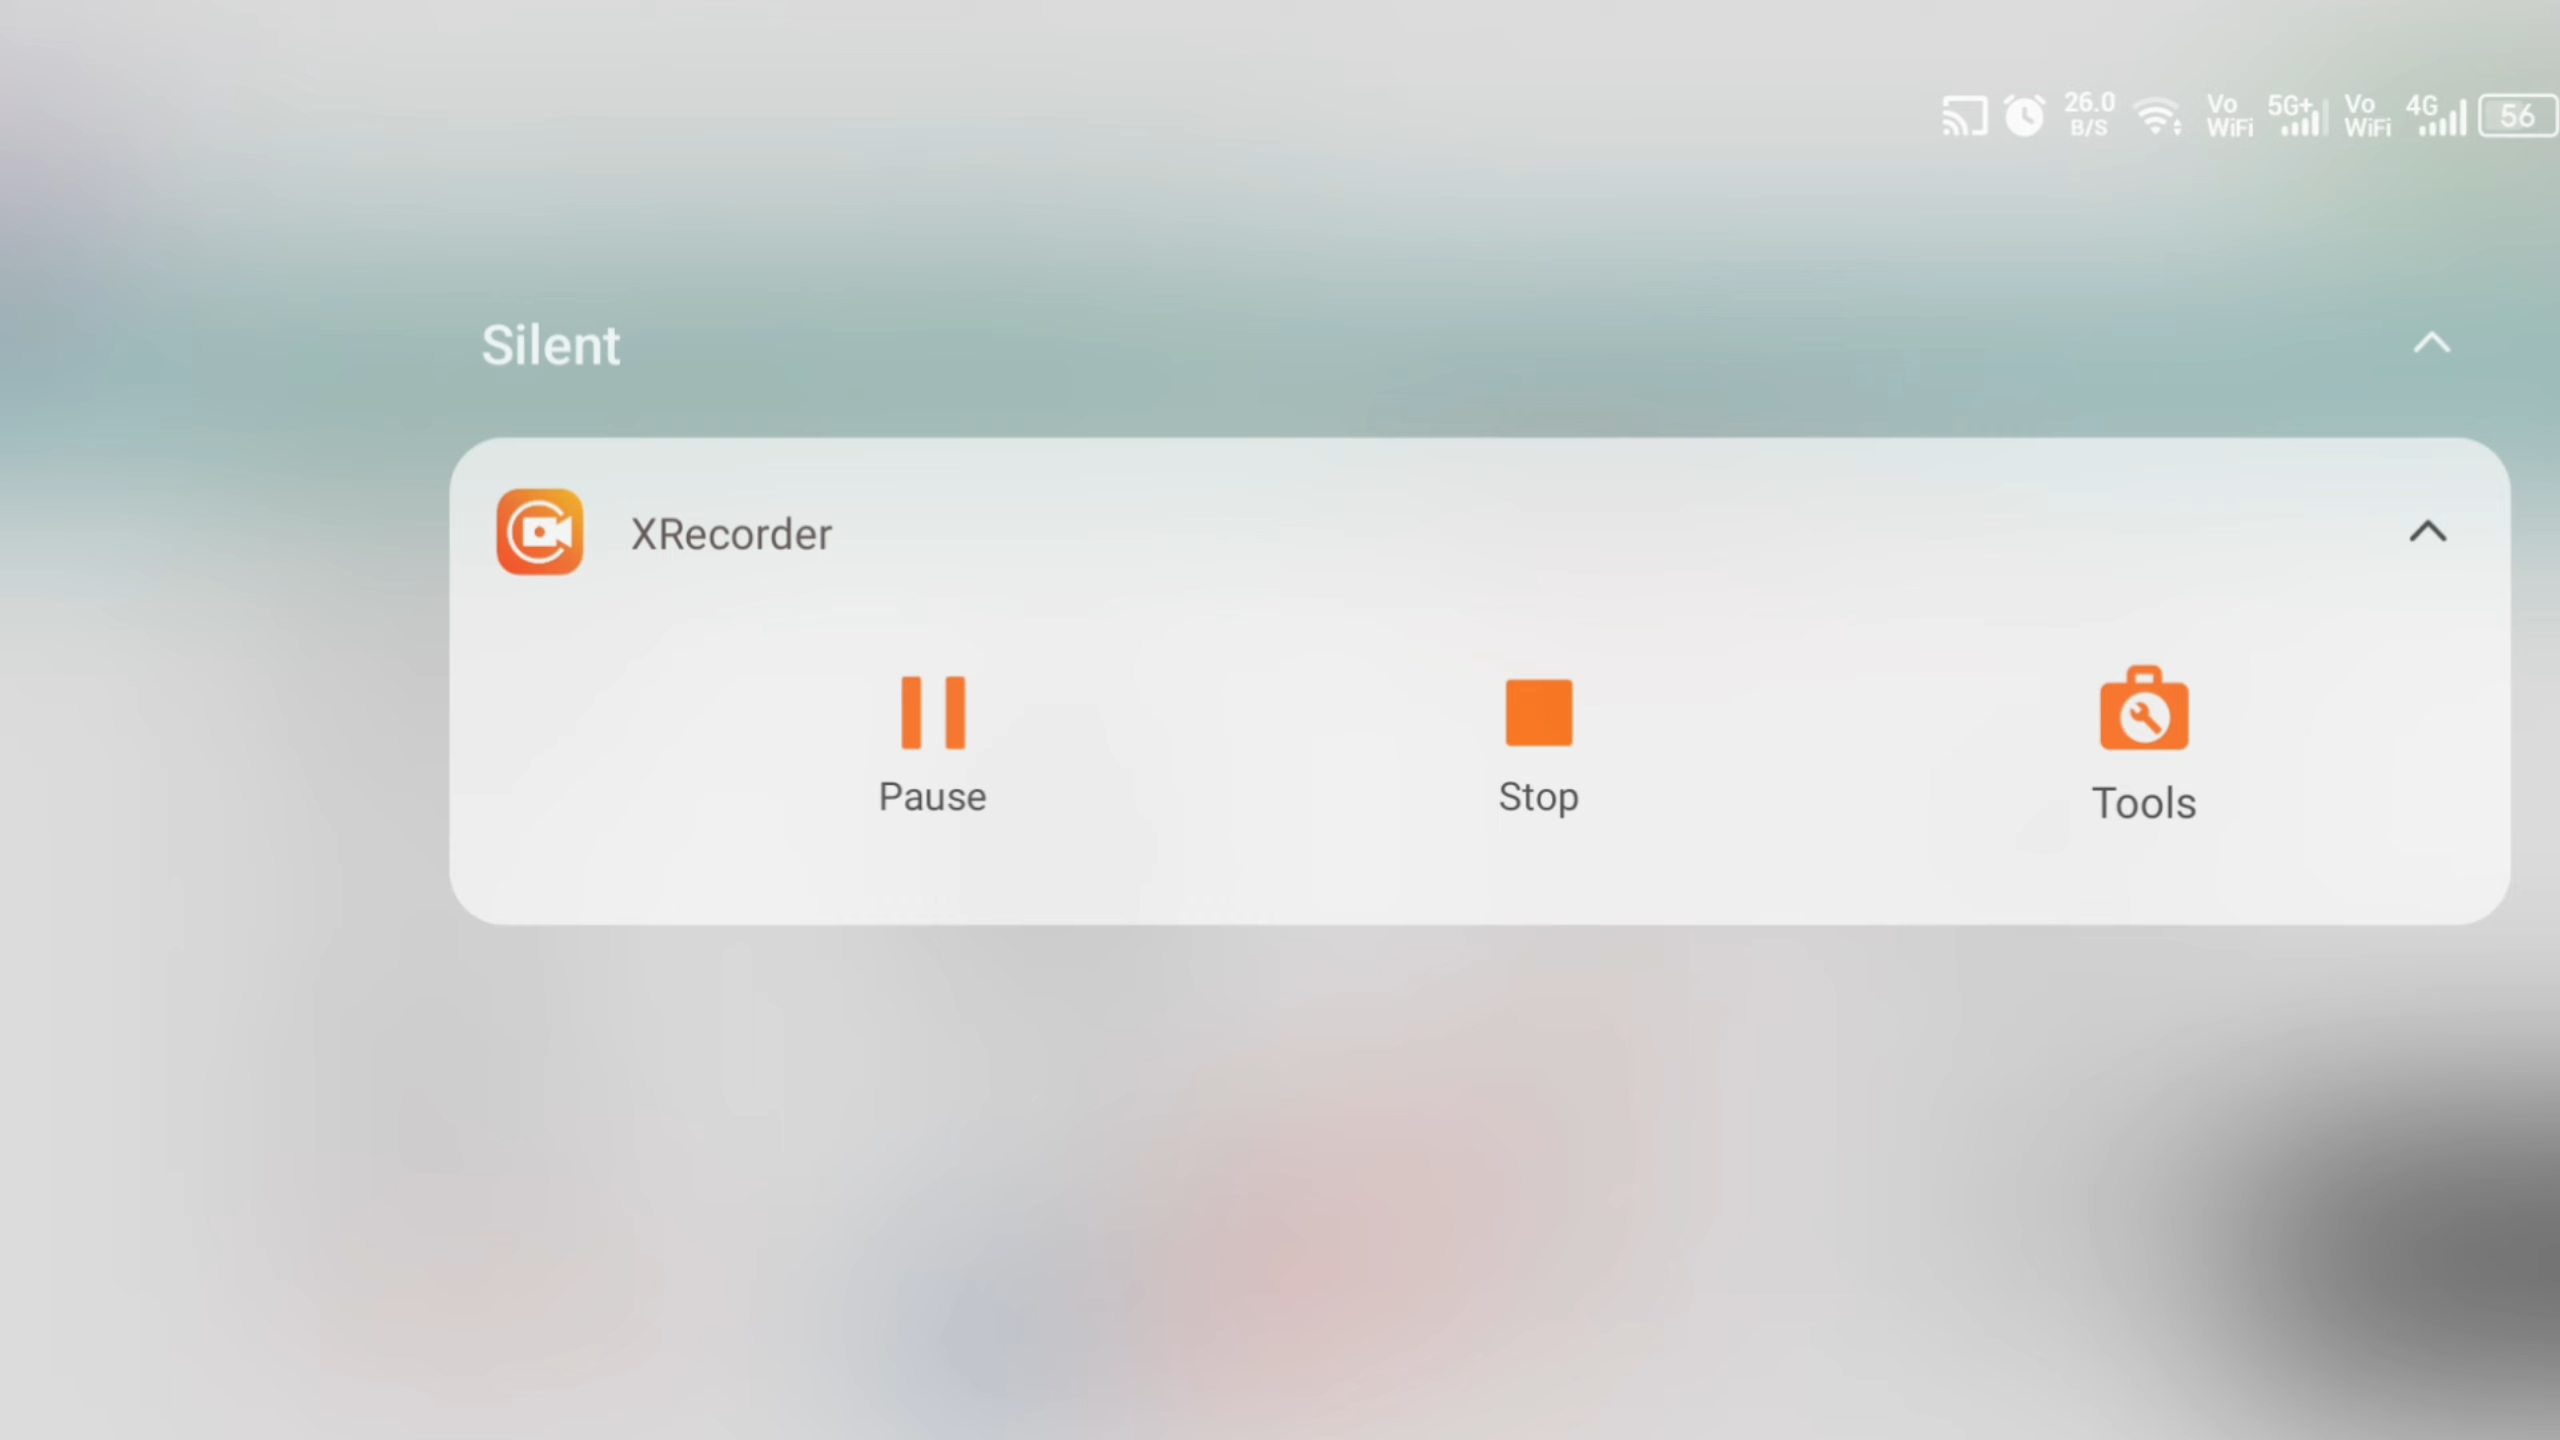 26.0
B/S
Vo
WiFi
5G+
Vo
WiFi
4G
56
Silent
XRecorder
Pause
Stop
Tools